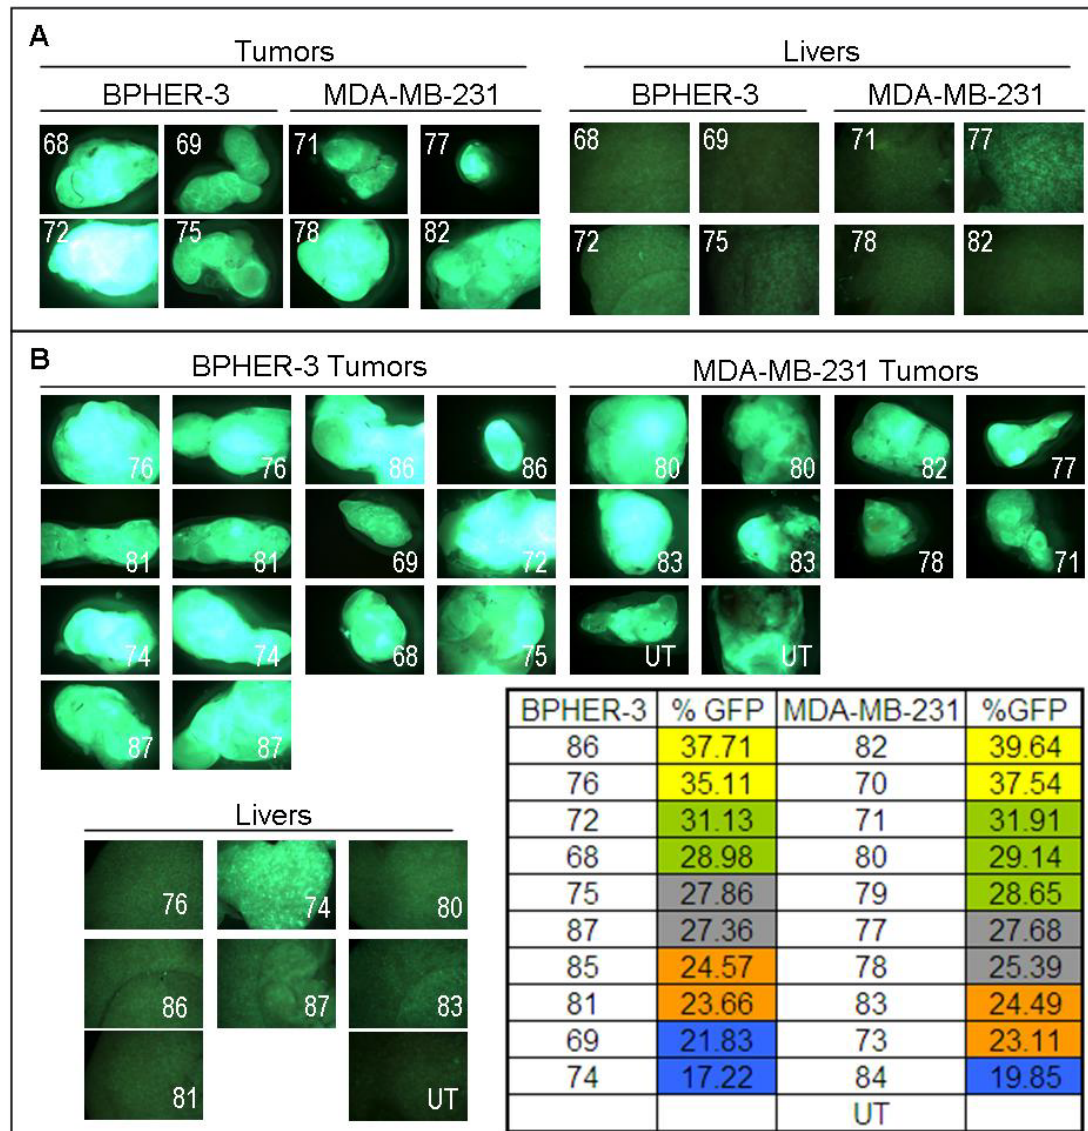 A
Tumors Livers
BPHER-3 MDA-MB-231 BPHER-3 MDA-MB-231
68 69 71 77 68 69 71 77
72 75 78 82 72 75 78 82
B
BPHER-3 Tumors MDA-MB-231 Tumors
76 76 86 86 80 80 82 77
81 81 69 72 83 83 78 71
74 74 68 75 UT UT
87 87
Livers
76 74 80
86 87 83
81 UT
BPHER-3 % GFP MDA-MB-231 %GFP
86 37.71 82 39.64
76 35.11 70 37.54
72 31.13 71 31.91
68 28.98 80 29.14
75 27.86 79 28.65
87 27.36 77 27.68
85 24.57 78 25.39
81 23.66 83 24.49
69 21.83 73 23.11
74 17.22 84 19.85
UT